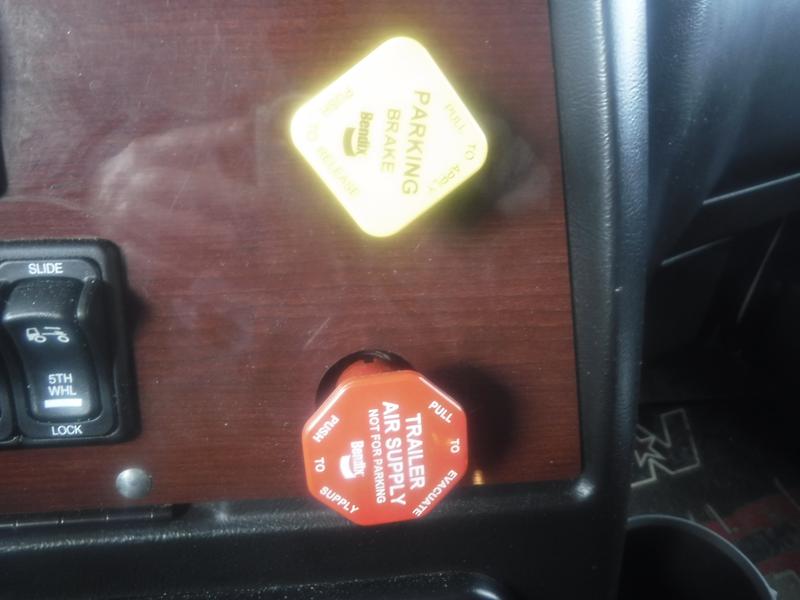 PULL TO APPLY
PARKING
BRAKE
Bendix
PUSH TO RELEASE
SLIDE
5TH
WHL
LOCK
PULL TO EVACUATE
TRAILER
AIR SUPPLY
NOT FOR PARKING
Bendix
PUSH TO SUPPLY